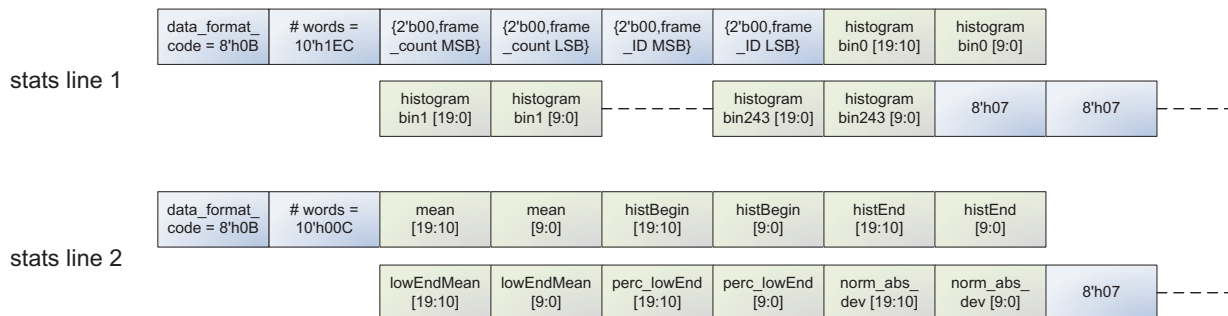 data_format_
code = 8'h0B
# words =
10'h1EC
{2'b00,frame
_count MSB}
{2'b00,frame
_count LSB}
{2'b00,frame
_ID MSB}
{2'b00,frame
_ID LSB}
histogram
bin0 [19:10]
histogram
bin0 [9:0]
stats line 1
histogram
bin1 [19:0]
histogram
bin1 [9:0]
histogram
bin243 [19:0]
histogram
bin243 [9:0]
8'h07
8'h07
data_format_
code = 8'h0B
# words =
10'h00C
mean
[19:10]
mean
[9:0]
histBegin
[19:10]
histBegin
[9:0]
histEnd
[19:10]
histEnd
[9:0]
stats line 2
lowEndMean
[19:10]
lowEndMean
[9:0]
perc_lowEnd
[19:10]
perc_lowEnd
[9:0]
norm_abs_
dev [19:10]
norm_abs_
dev [9:0]
8'h07